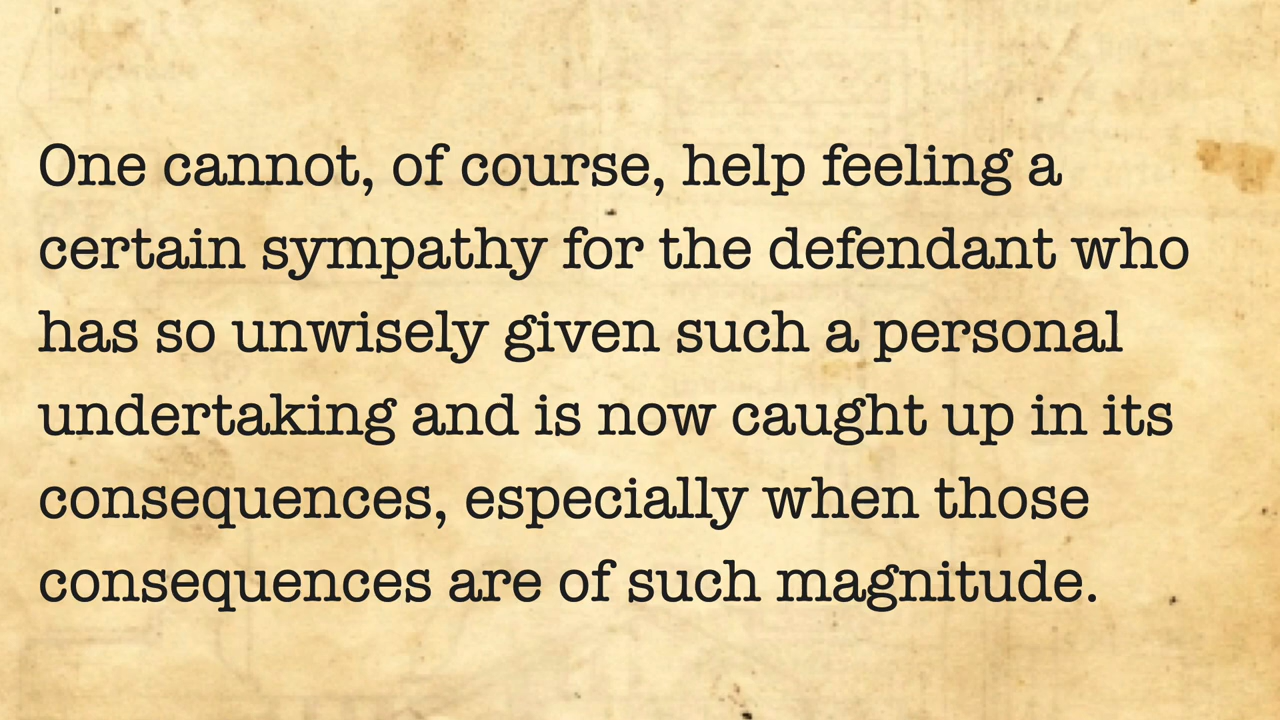 One cannot, of course, help feeling a
certain sympathy for the defendant who
has so unwisely given such a personal
undertaking and is now caught up in its
consequences, especially when those
consequences are of such magnitude.